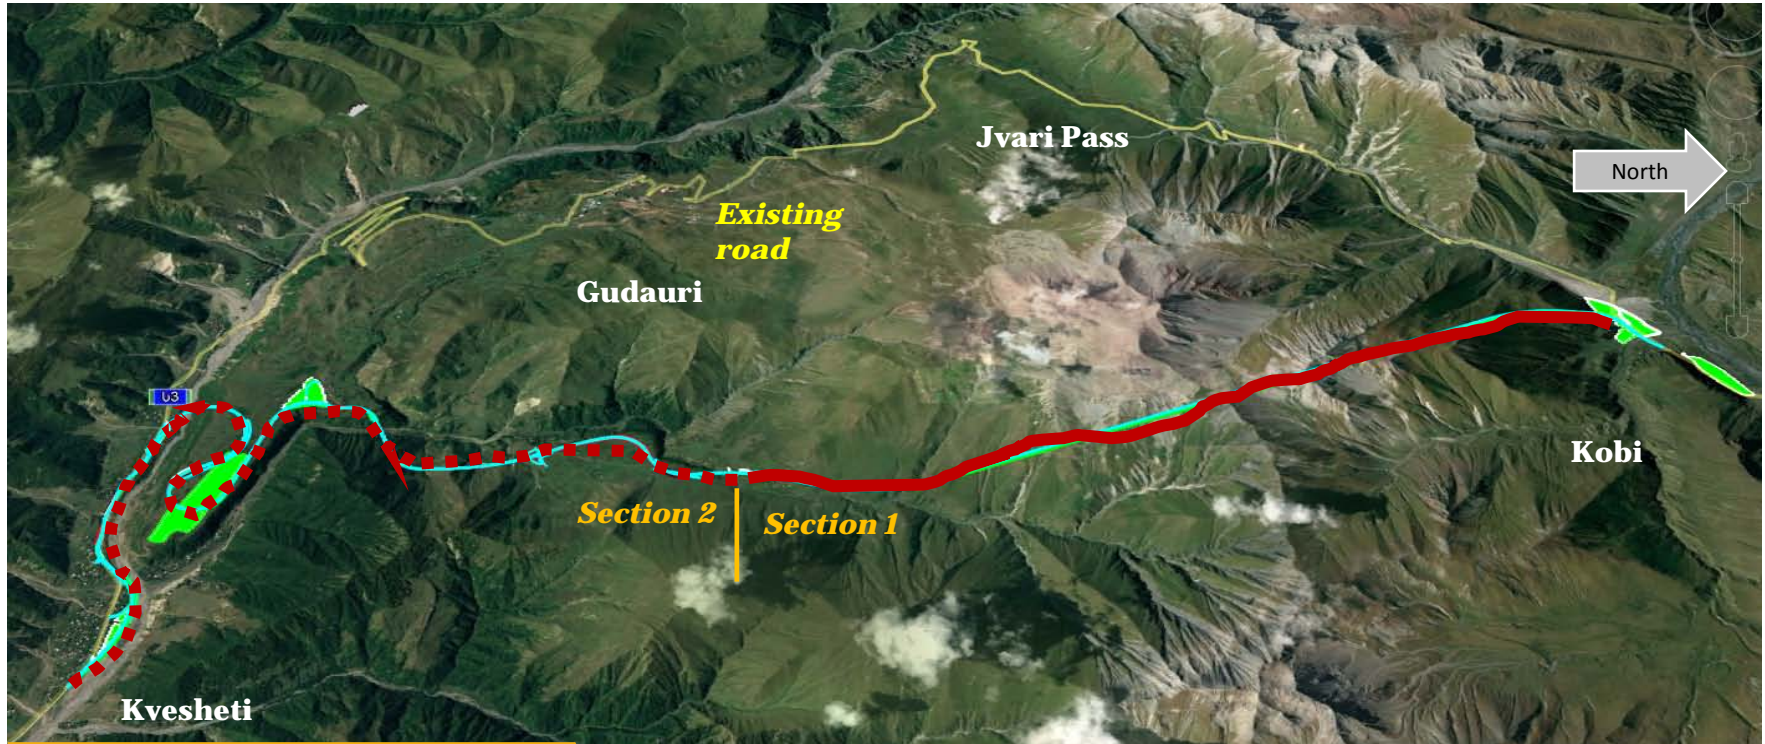 Jvari Pass
North
Existing
road
Gudauri
U3
Kobi
Section 2
Section 1
Kvesheti